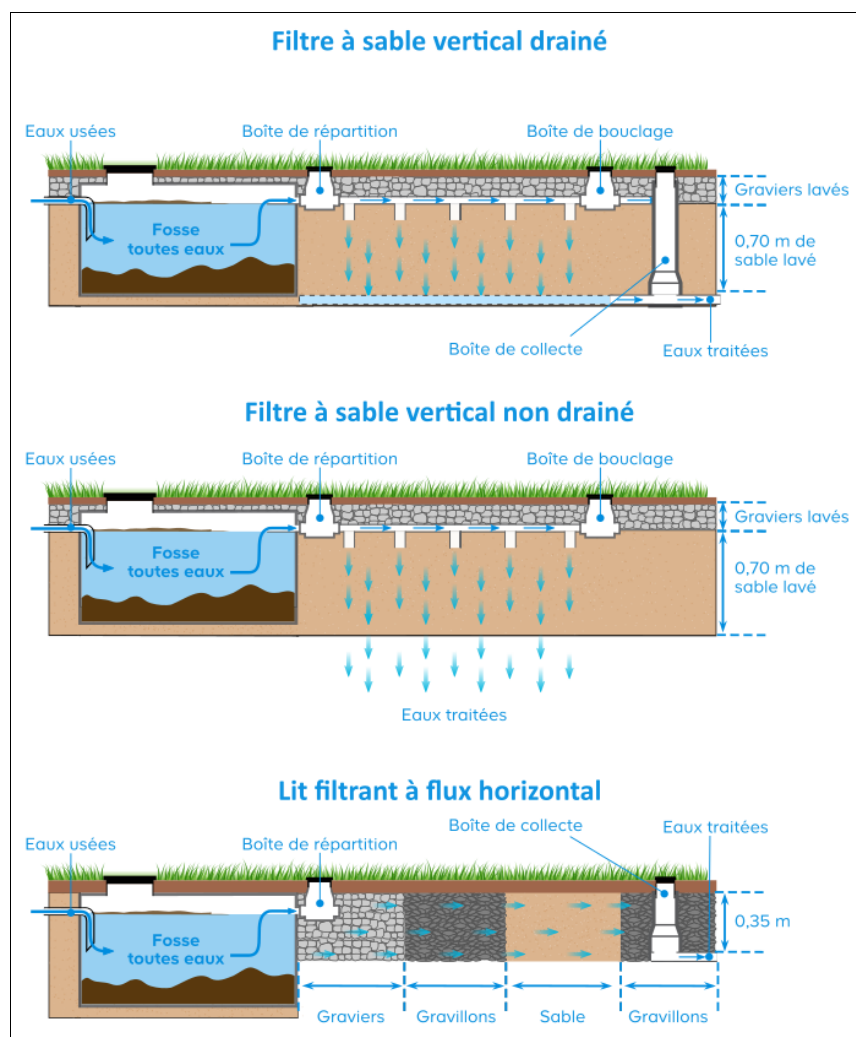 Filtre à sable vertical drainé
Eaux usées
Boîte de répartition
Boîte de bouclage
Graviers lavés
Fosse
toutes eaux
0,70 m de
sable lavé
Boîte de collecte
Eaux traitées
Filtre à sable vertical non drainé
Eaux usées
Boîte de répartition
Boîte de bouclage
Graviers lavés
Fosse
toutes eaux
0,70 m de
sable lavé
Eaux traitées
Lit filtrant à flux horizontal
Boîte de collecte
Eaux traitées
Eaux usées
Boîte de répartition
0,35 m
Fosse
toutes eaux
Graviers
Gravillons
Sable
Gravillons